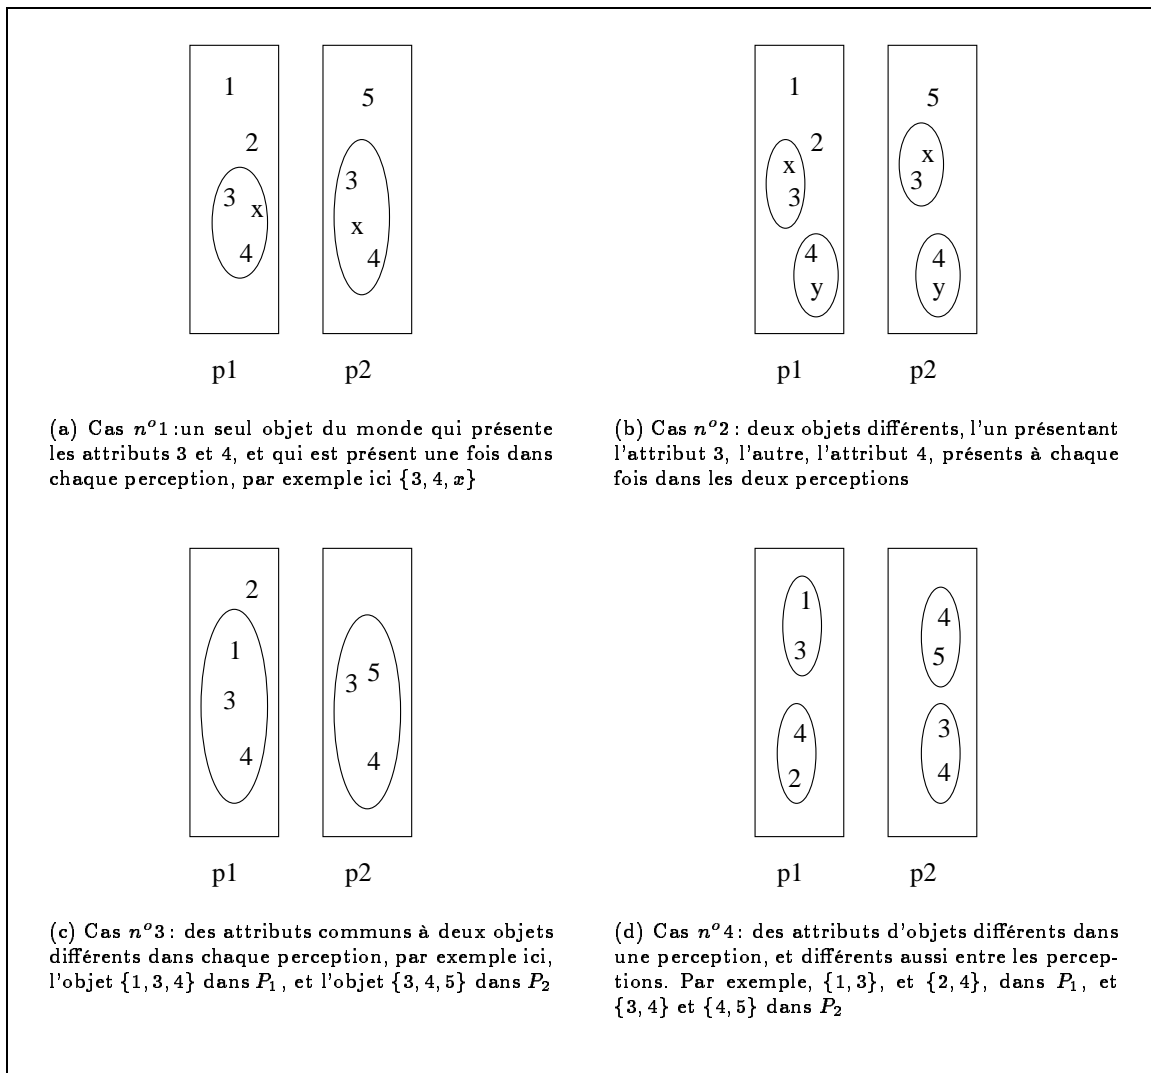 1
5
2
3
3
x
x
4
4
p1
p2
(a) Cas n°1 :un seul objet du monde qui présente
les attributs 3 et 4, et qui est présent une fois dans
chaque perception, par exemple ici {3, 4, x}
1
5
2
x
x
3
3
4
4
y
y
p1
p2
(b) Cas n°2 : deux objets différents, l'un présentant
l'attribut 3, l'autre, l'attribut 4, présents à chaque
fois dans les deux perceptions
2
1
3 5
3
4
4
p1
p2
(c) Cas n°3 : des attributs communs à deux objets
différents dans chaque perception, par exemple ici,
l'objet {1, 3, 4} dans P₁, et l'objet {3, 4, 5} dans P₂
1
4
3
5
4
3
2
4
p1
p2
(d) Cas n°4 : des attributs d'objets différents dans
une perception, et différents aussi entre les percep-
tions. Par exemple, {1, 3}, et {2, 4}, dans P₁, et
{3, 4} et {4, 5} dans P₂